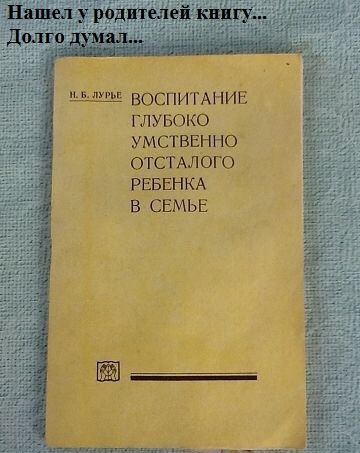 Нашел у родителей книгу...
Долго думал...
Н. Б. ЛУРЬЕ
ВОСПИТАНИЕ
ГЛУБОКО
УМСТВЕННО
ОТСТАЛОГО
РЕБЕНКА
В СЕМЬЕ